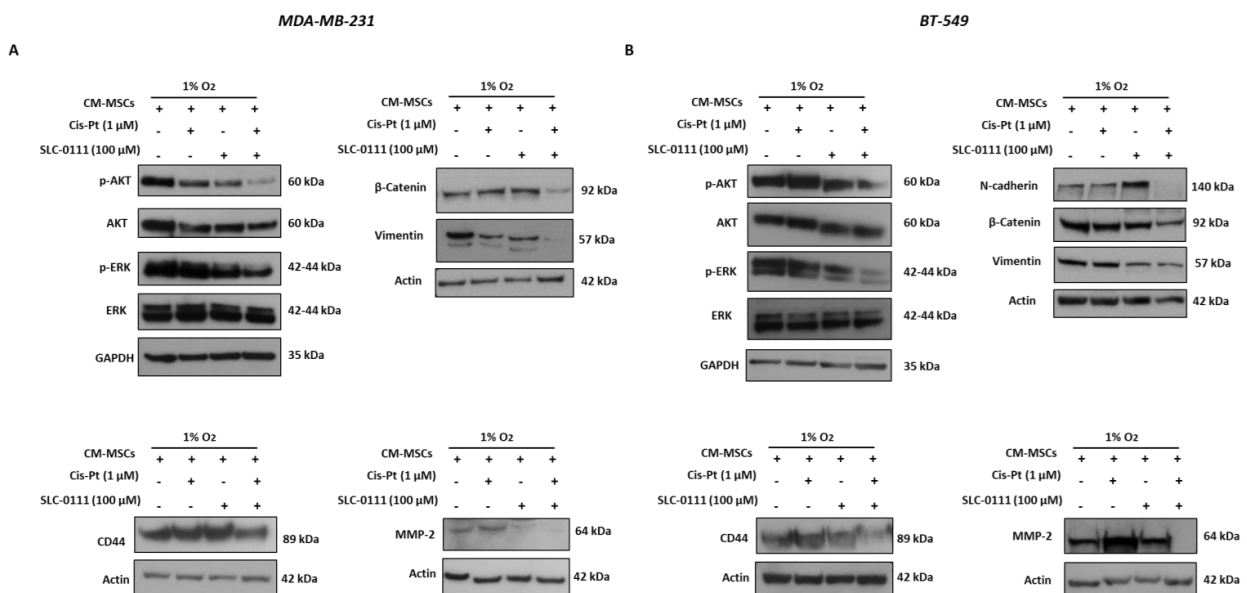 MDA-MB-231
A
1% O2
CM-MSCs + + + +
Cis-Pt (1 µM) - + - +
SLC-0111 (100 µM) - - + +
p-AKT 60 kDa
AKT 60 kDa
p-ERK 42-44 kDa
ERK 42-44 kDa
GAPDH 35 kDa
1% O2
CM-MSCs + + + +
Cis-Pt (1 µM) - + - +
SLC-0111 (100 µM) - - + +
β-Catenin 92 kDa
Vimentin 57 kDa
Actin 42 kDa
1% O2
CM-MSCs + + + +
Cis-Pt (1 µM) - + - +
SLC-0111 (100 µM) - - + +
CD44 89 kDa
Actin 42 kDa
1% O2
CM-MSCs + + + +
Cis-Pt (1 µM) - + - +
SLC-0111 (100 µM) - - + +
MMP-2 64 kDa
Actin 42 kDa
BT-549
B
1% O2
CM-MSCs + + + +
Cis-Pt (1 µM) - + - +
SLC-0111 (100 µM) - - + +
p-AKT 60 kDa
AKT 60 kDa
p-ERK 42-44 kDa
ERK 42-44 kDa
GAPDH 35 kDa
1% O2
CM-MSCs + + + +
Cis-Pt (1 µM) - + - +
SLC-0111 (100 µM) - - + +
N-cadherin 140 kDa
β-Catenin 92 kDa
Vimentin 57 kDa
Actin 42 kDa
1% O2
CM-MSCs + + + +
Cis-Pt (1 µM) - + - +
SLC-0111 (100 µM) - - + +
CD44 89 kDa
Actin 42 kDa
1% O2
CM-MSCs + + + +
Cis-Pt (1 µM) - + - +
SLC-0111 (100 µM) - - + +
MMP-2 64 kDa
Actin 42 kDa